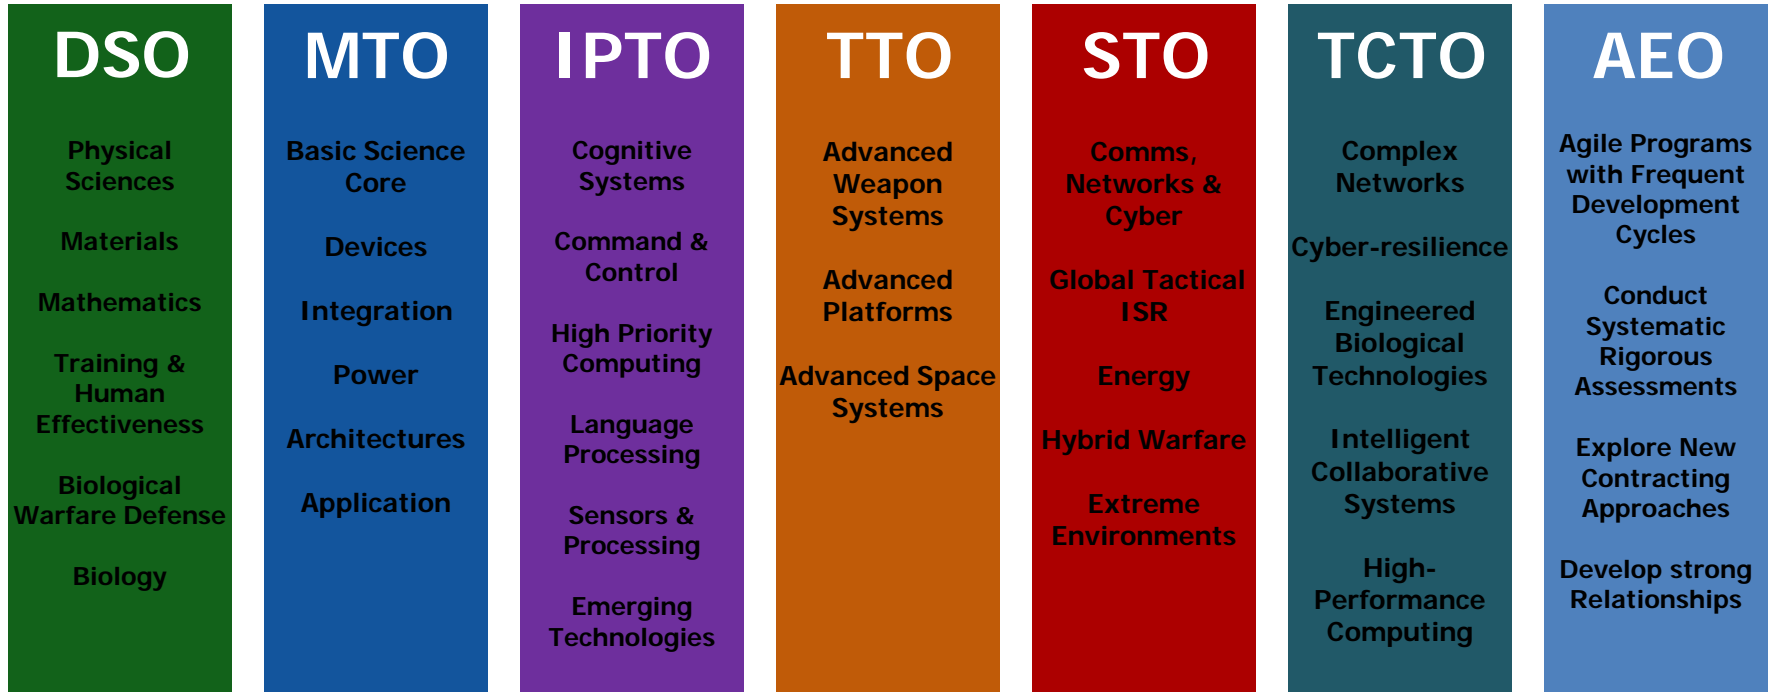 DSO
Physical
Sciences
Materials
Mathematics
Training &
Human
Effectiveness
Biological
Warfare Defense
Biology
MTO
Basic Science
Core
Devices
Integration
Power
Architectures
Application
IPTO
Cognitive
Systems
Command &
Control
High Priority
Computing
Language
Processing
Sensors &
Processing
Emerging
Technologies
TTO
Advanced
Weapon
Systems
Advanced
Platforms
Advanced Space
Systems
STO
Comms,
Networks &
Cyber
Global Tactical
ISR
Energy
Hybrid Warfare
Extreme
Environments
TCTO
Complex
Networks
Cyber-resilience
Engineered
Biological
Technologies
Intelligent
Collaborative
Systems
High-
Performance
Computing
AEO
Agile Programs
with Frequent
Development
Cycles
Conduct
Systematic
Rigorous
Assessments
Explore New
Contracting
Approaches
Develop strong
Relationships